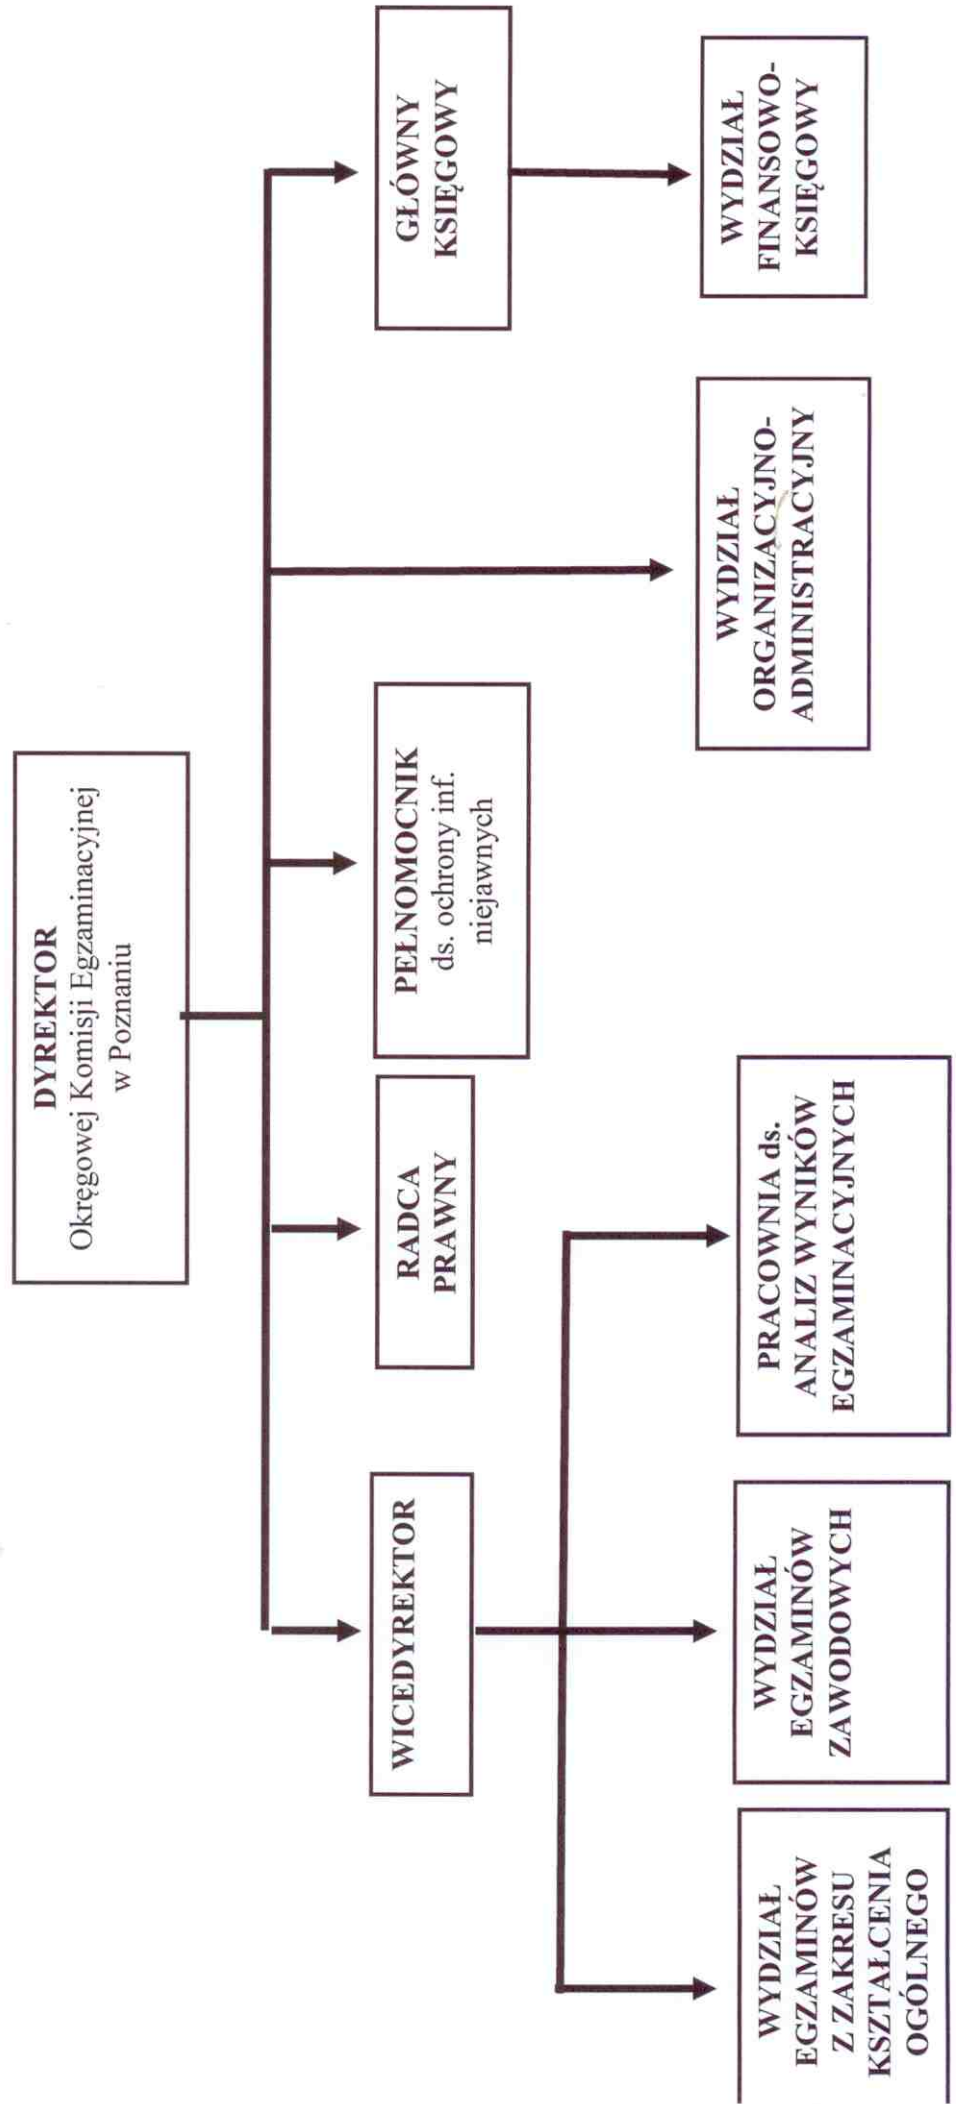 DYREKTOR
Okręgowej Komisji Egzaminacyjnej
w Poznaniu
WICEDYREKTOR
RADCA
PRAWNY
PEŁNOMOCNIK
ds. ochrony inf.
niejawnych
GŁÓWNY
KSIĘGOWY
WYDZIAŁ
EGZAMINÓW
Z ZAKRESU
KSZTAŁCENIA
OGÓLNEGO
WYDZIAŁ
EGZAMINÓW
ZAWODOWYCH
PRACOWNIA ds.
ANALIZ WYNIKÓW
EGZAMINACYJNYCH
WYDZIAŁ
ORGANIZACYJNO-
ADMINISTRACYJNY
WYDZIAŁ
FINANSOWO-
KSIĘGOWY